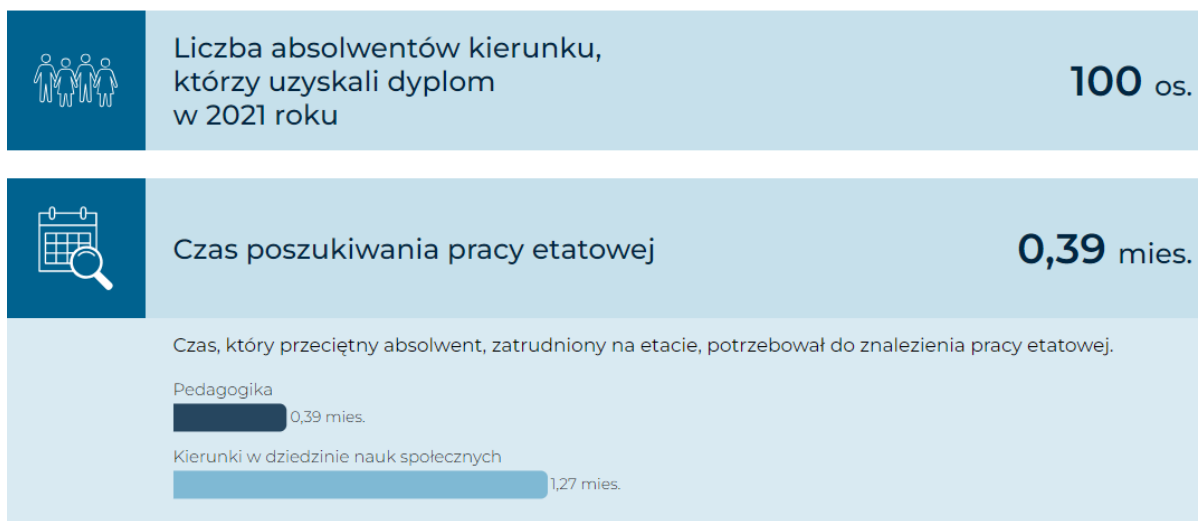 Liczba absolwentów kierunku,
którzy uzyskali dyplom
w 2021 roku
100 os.
Czas poszukiwania pracy etatowej
0,39 mies.
Czas, który przeciętny absolwent, zatrudniony na etacie, potrzebował do znalezienia pracy etatowej.
Pedagogika
0,39 mies.
Kierunki w dziedzinie nauk społecznych
1,27 mies.